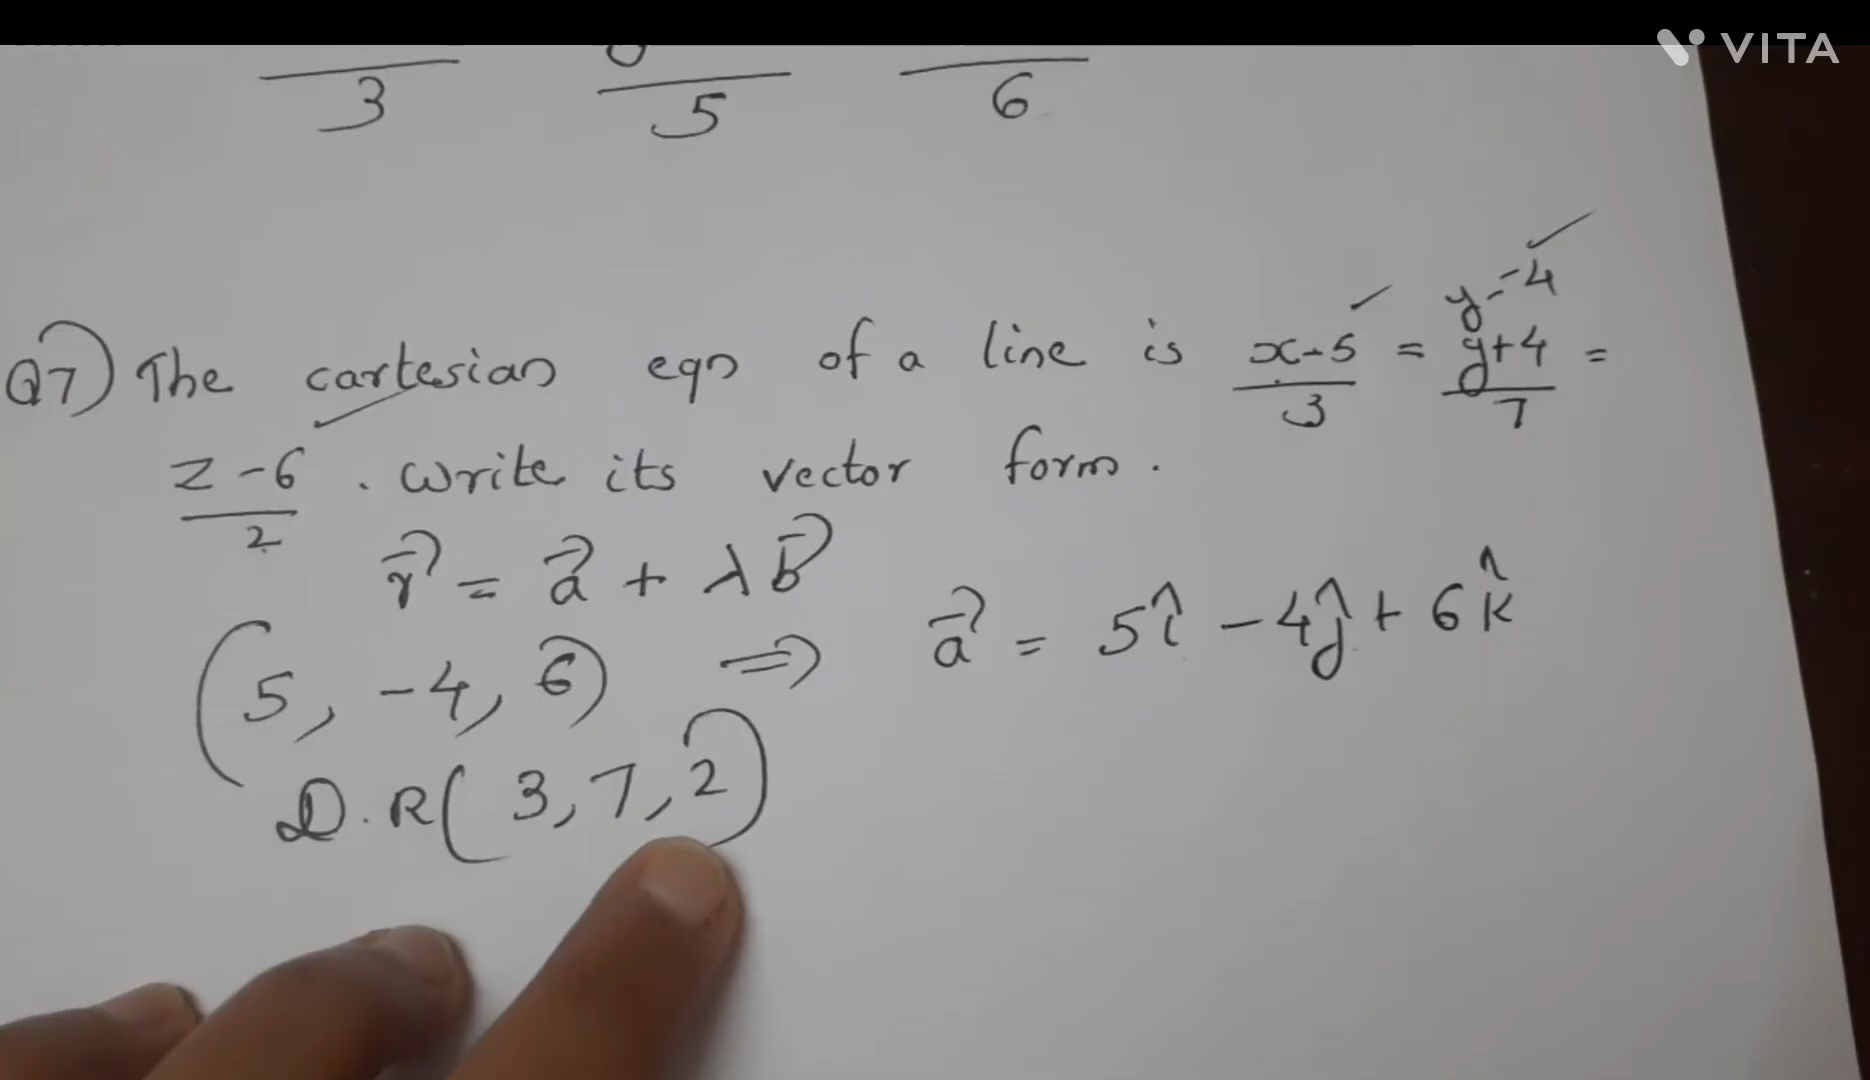 VITA
3 5 6
Q7) The cartesian eqn of a line is x-5/3 = y+4/7 =
y--4
z-6/2 . Write its vector form.
r⃗ = a⃗ + λb⃗
(5, -4, 6) ⇒ a⃗ = 5î - 4ĵ + 6k̂
D.R(3,7,2)